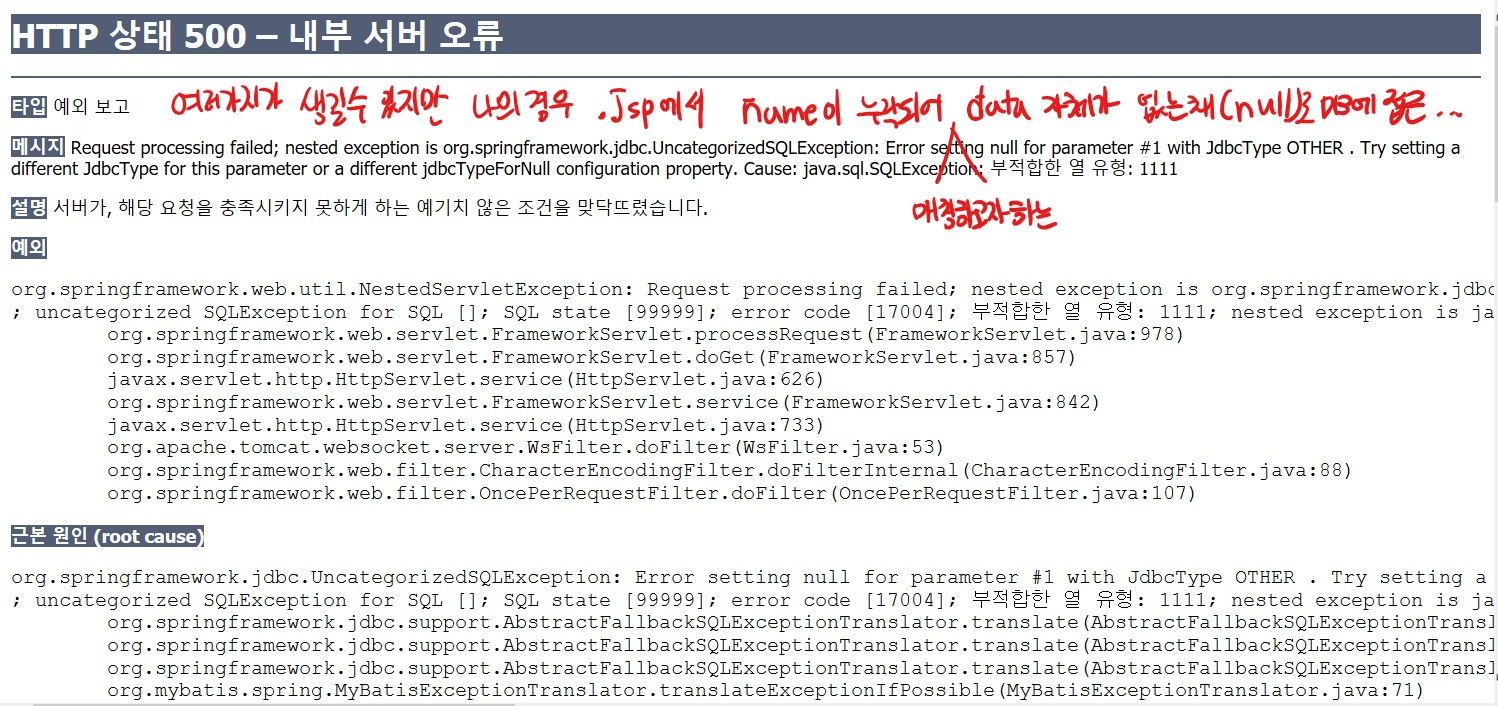 HTTP 상태 500 – 내부 서버 오류
타입 예외 보고
여러가지가 생길수 있지만 나의경우 .Jsp에서 name이 누락되어 data 자체가 없는채(null)로 DB에 접근...
메시지 Request processing failed; nested exception is org.springframework.jdbc.UncategorizedSQLException: Error setting null for parameter #1 with JdbcType OTHER . Try setting a
different JdbcType for this parameter or a different jdbcTypeForNull configuration property. Cause: java.sql.SQLException: 부적합한 열 유형: 1111
매칭하고자하는
설명 서버가, 해당 요청을 충족시키지 못하게 하는 예기치 않은 조건을 맞닥뜨렸습니다.
예외
org.springframework.web.util.NestedServletException: Request processing failed; nested exception is org.springframework.jdbc
; uncategorized SQLException for SQL []; SQL state [99999]; error code [17004]; 부적합한 열 유형: 1111; nested exception is ja
org.springframework.web.servlet.FrameworkServlet.processRequest(FrameworkServlet.java:978)
org.springframework.web.servlet.FrameworkServlet.doGet(FrameworkServlet.java:857)
javax.servlet.http.HttpServlet.service(HttpServlet.java:626)
org.springframework.web.servlet.FrameworkServlet.service(FrameworkServlet.java:842)
javax.servlet.http.HttpServlet.service(HttpServlet.java:733)
org.apache.tomcat.websocket.server.WsFilter.doFilter(WsFilter.java:53)
org.springframework.web.filter.CharacterEncodingFilter.doFilterInternal(CharacterEncodingFilter.java:88)
org.springframework.web.filter.OncePerRequestFilter.doFilter(OncePerRequestFilter.java:107)
근본 원인 (root cause)
org.springframework.jdbc.UncategorizedSQLException: Error setting null for parameter #1 with JdbcType OTHER . Try setting a
; uncategorized SQLException for SQL []; SQL state [99999]; error code [17004]; 부적합한 열 유형: 1111; nested exception is ja
org.springframework.jdbc.support.AbstractFallbackSQLExceptionTranslator.translate(AbstractFallbackSQLExceptionTransl
org.springframework.jdbc.support.AbstractFallbackSQLExceptionTranslator.translate(AbstractFallbackSQLExceptionTransl
org.springframework.jdbc.support.AbstractFallbackSQLExceptionTranslator.translate(AbstractFallbackSQLExceptionTransl
org.mybatis.spring.MyBatisExceptionTranslator.translateExceptionIfPossible(MyBatisExceptionTranslator.java:71)